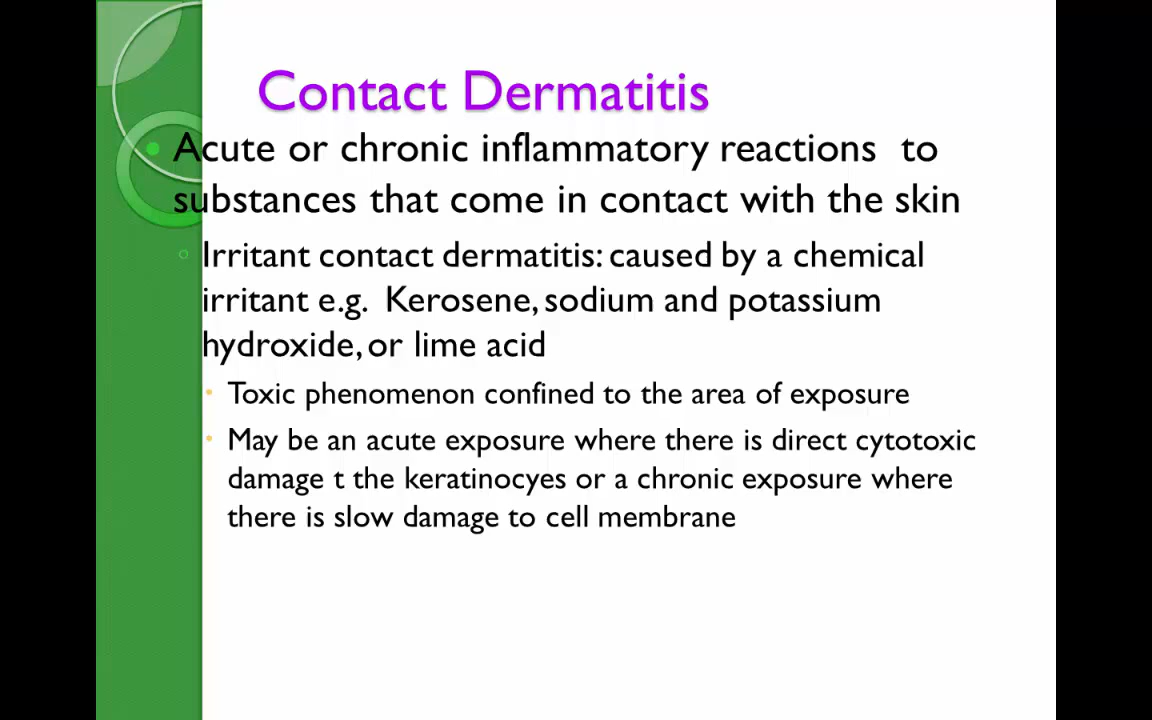 Contact Dermatitis
Acute or chronic inflammatory reactions to
substances that come in contact with the skin
Irritant contact dermatitis: caused by a chemical
irritant e.g. Kerosene, sodium and potassium
hydroxide, or lime acid
Toxic phenomenon confined to the area of exposure
May be an acute exposure where there is direct cytotoxic
damage t the keratinocyes or a chronic exposure where
there is slow damage to cell membrane